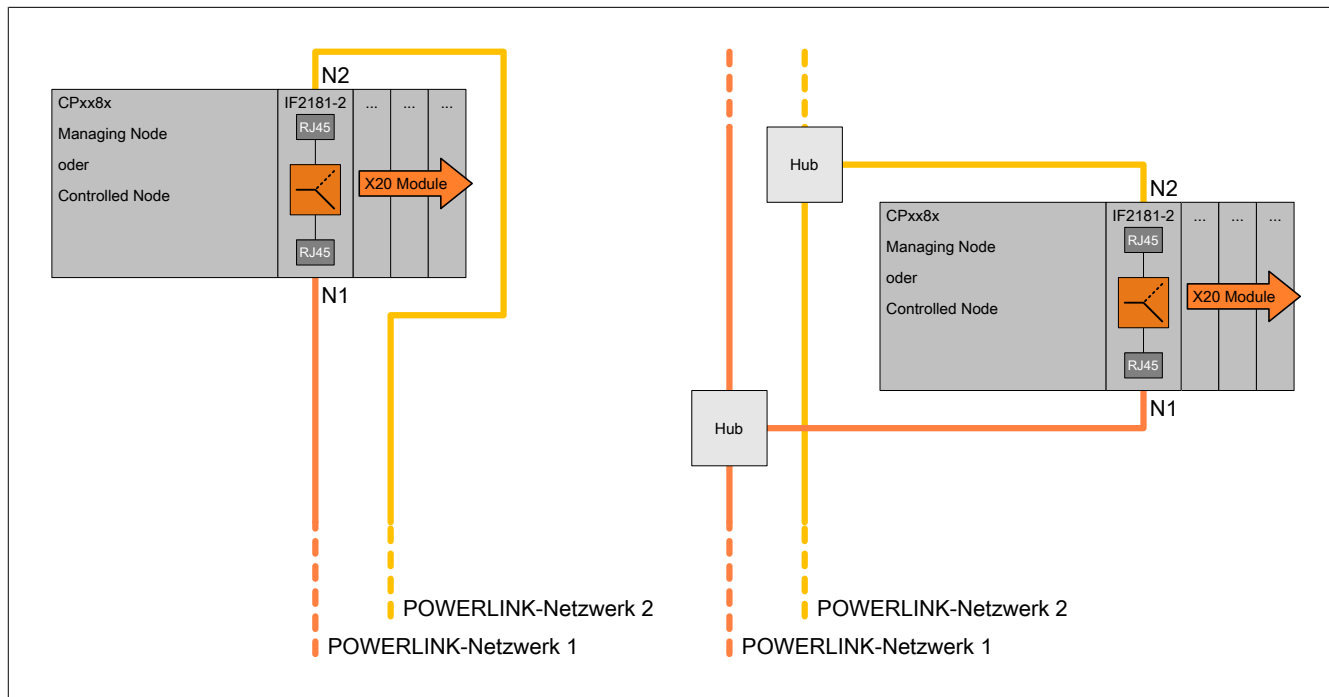 N2
CPxx8x
IF2181-2
...
...
...
Managing Node
oder
Controlled Node
RJ45
X20 Module
RJ45
N1
POWERLINK-Netzwerk 2
POWERLINK-Netzwerk 1
Hub
N2
CPxx8x
IF2181-2
...
...
...
Managing Node
oder
Controlled Node
RJ45
X20 Module
RJ45
N1
Hub
POWERLINK-Netzwerk 2
POWERLINK-Netzwerk 1